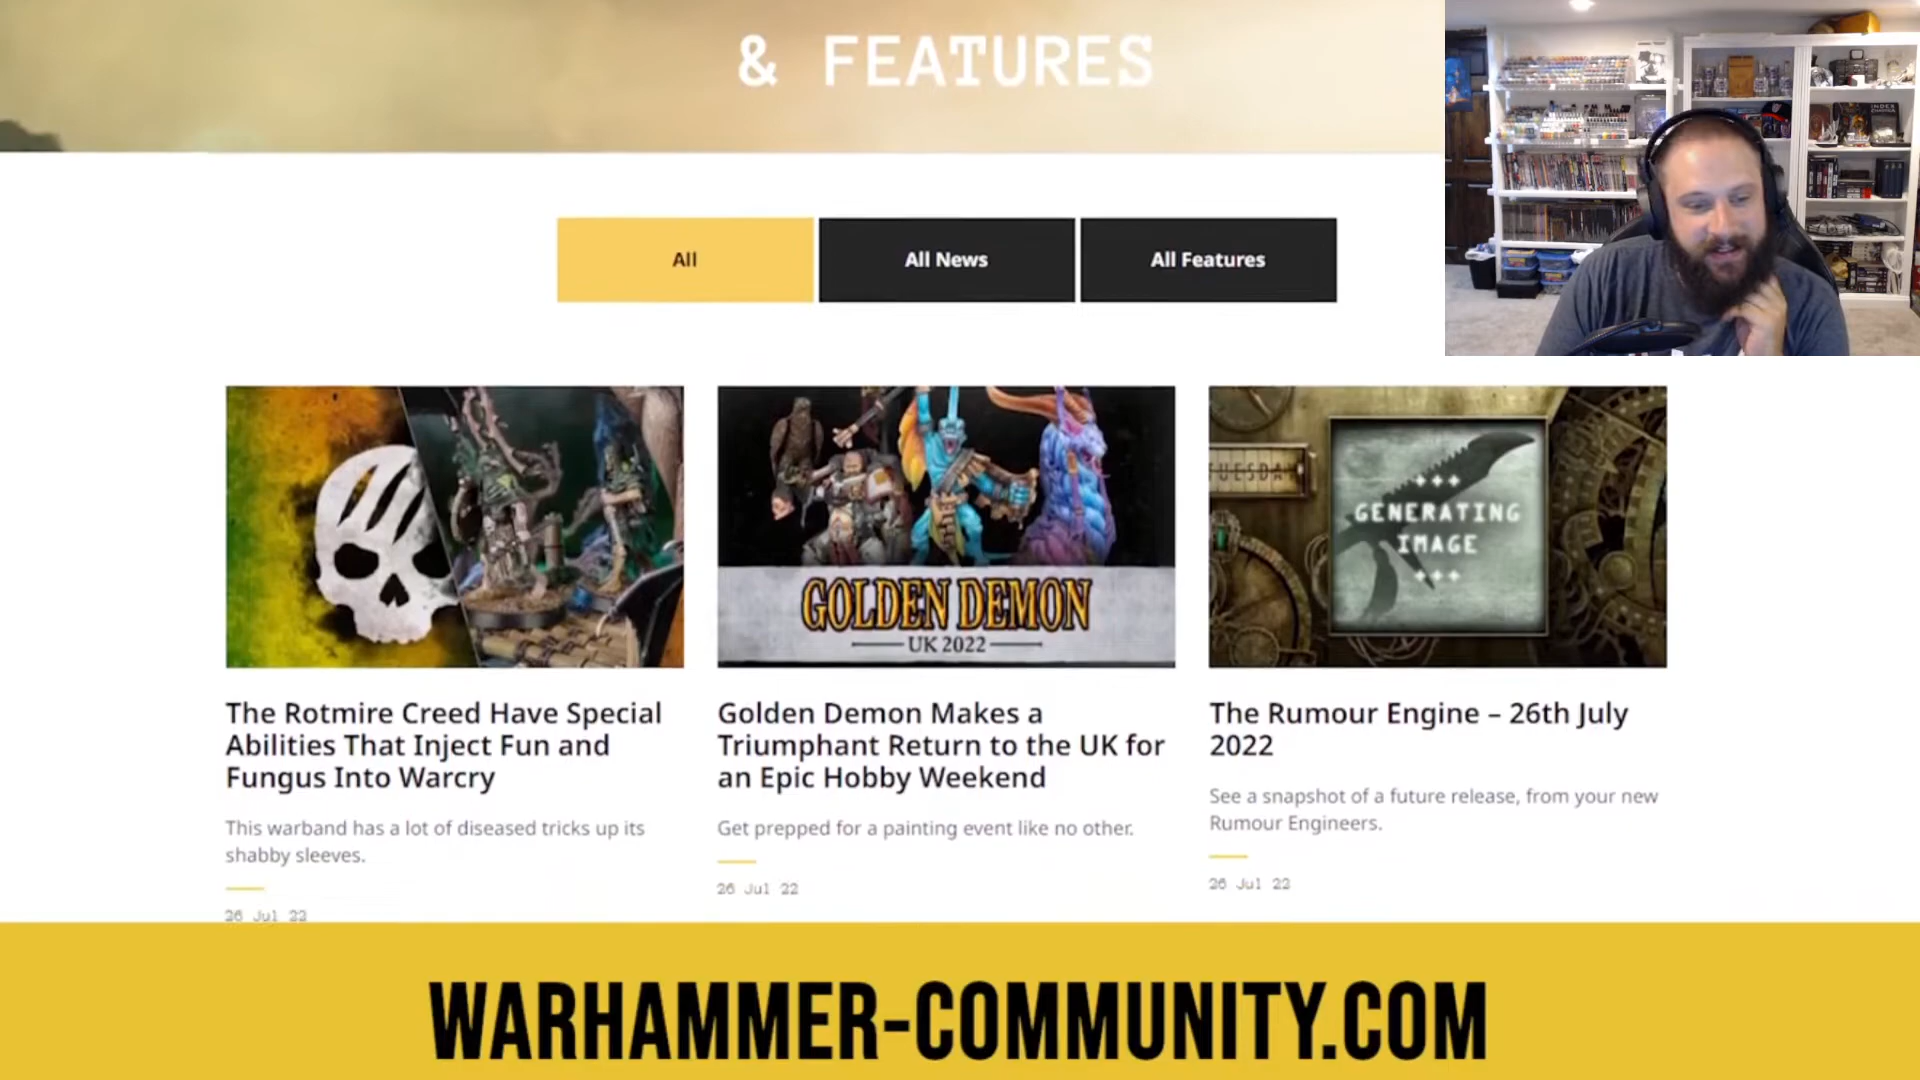 & FEATURES
All
All News
All Features
TUESDA
+++
GENERATING
IMAGE
+++
GOLDEN DEMON
UK 2022
The Rotmire Creed Have Special
Abilities That Inject Fun and
Fungus Into Warcry
This warband has a lot of diseased tricks up its
shabby sleeves.
26 Jul 22
Golden Demon Makes a
Triumphant Return to the UK for
an Epic Hobby Weekend
Get prepped for a painting event like no other.
26 Jul 22
The Rumour Engine – 26th July
2022
See a snapshot of a future release, from your new
Rumour Engineers.
26 Jul 22
WARHAMMER-COMMUNITY.COM